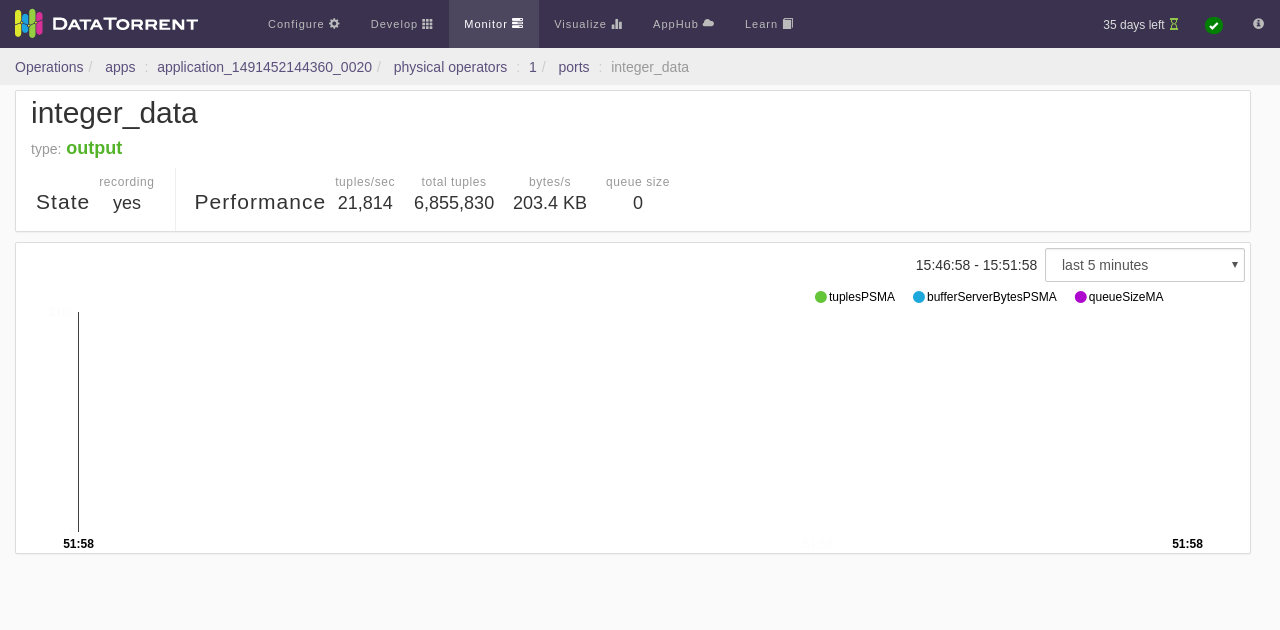 DATATORRENT Configure Develop Monitor Visualize AppHub Learn 35 days left
Operations / apps : application_1491452144360_0020 / physical operators : 1 / ports : integer_data
integer_data
type: output
recording tuples/sec total tuples bytes/s queue size
State yes Performance 21,814 6,855,830 203.4 KB 0
15:46:58 - 15:51:58 last 5 minutes
tuplesPSMA bufferServerBytesPSMA queueSizeMA
51:58 51:58